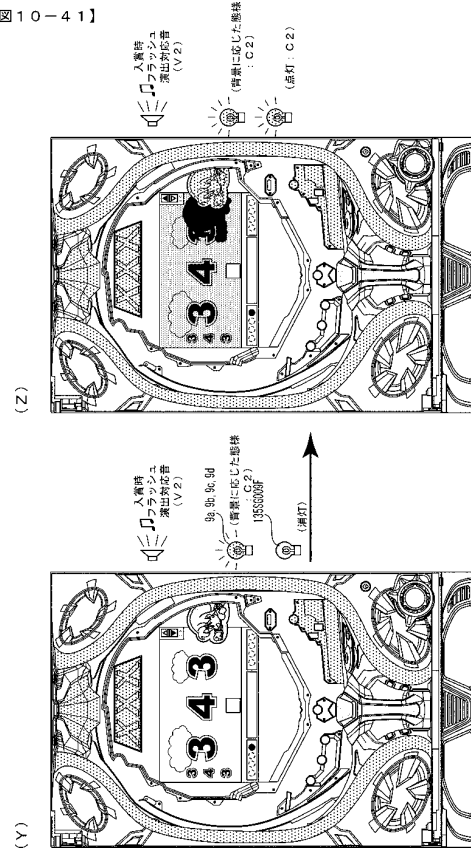 図１０－４１】
(Y)
入賞時
フラッシュ
演出対応音
(V2)
9a, 9b, 9c, 9d
(背景に応じた態様
：C2)
135SG009F
(消灯)
3 4 3
3
4
3
(Z)
入賞時
フラッシュ
演出対応音
(V2)
(背景に応じた態様
：C2)
(点灯：C2)
3 4 3
3
4
3